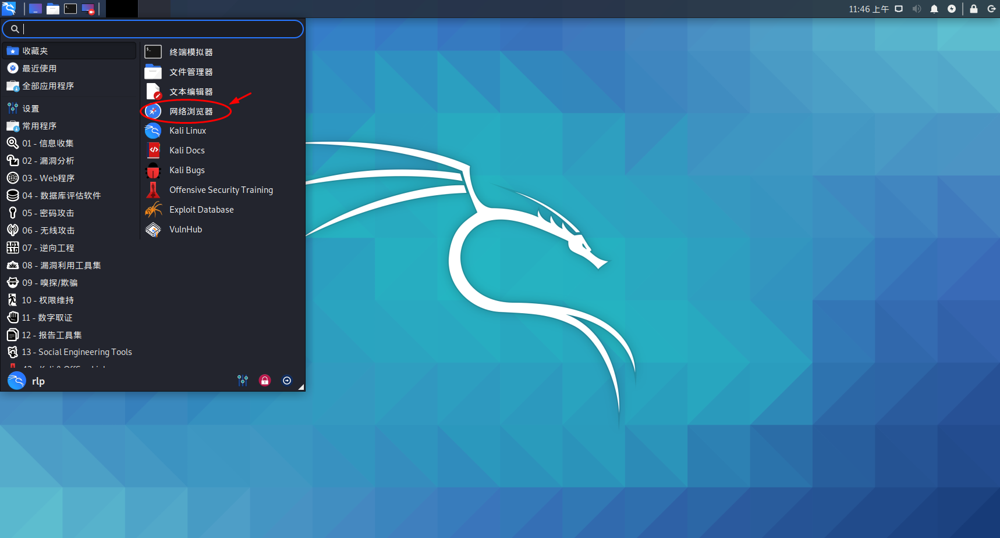 11:46 上午
收藏夹
最近使用
全部应用程序
设置
常用程序
01 - 信息收集
02 - 漏洞分析
03 - Web程序
04 - 数据库评估软件
05 - 密码攻击
06 - 无线攻击
07 - 逆向工程
08 - 漏洞利用工具集
09 - 嗅探/欺骗
10 - 权限维持
11 - 数字取证
12 - 报告工具集
13 - Social Engineering Tools
终端模拟器
文件管理器
文本编辑器
网络浏览器
Kali Linux
Kali Docs
Kali Bugs
Offensive Security Training
Exploit Database
VulnHub
rlp